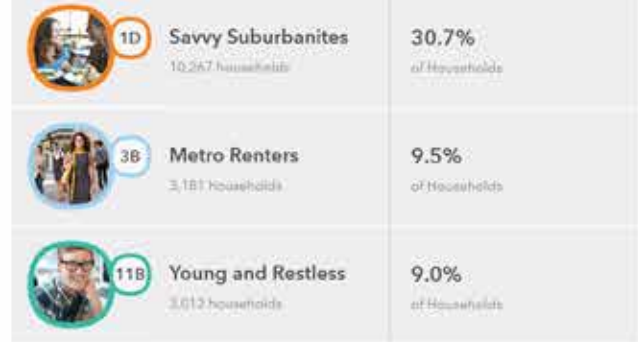 1D
Savvy Suburbanites
10,267 households
30.7%
of Households
3B
Metro Renters
3,181 households
9.5%
of Households
11B
Young and Restless
3,012 households
9.0%
of Households